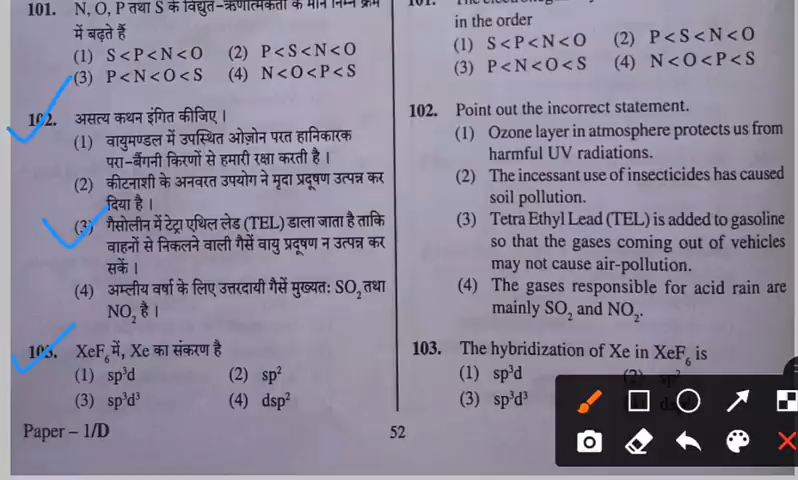 101. N, O, P तथा S के विद्युत-ऋणात्मकता के मान निम्न क्रम
में बढ़ते हैं
(1) S < P < N < O (2) P < S < N < O
(3) P < N < O < S (4) N < O < P < S
102. असत्य कथन इंगित कीजिए ।
(1) वायुमण्डल में उपस्थित ओज़ोन परत हानिकारक
परा-बैंगनी किरणों से हमारी रक्षा करती है ।
(2) कीटनाशी के अनवरत उपयोग ने मृदा प्रदूषण उत्पन्न कर
दिया है ।
(3) गैसोलीन में टेट्रा एथिल लेड (TEL) डाला जाता है ताकि
वाहनों से निकलने वाली गैसें वायु प्रदूषण न उत्पन्न कर
सकें ।
(4) अम्लीय वर्षा के लिए उत्तरदायी गैसें मुख्यत: SO₂ तथा
NO₂ है ।
103. XeF₆ में, Xe का संकरण है
(1) sp³d (2) sp²
(3) sp³d³ (4) dsp²
Paper – 1/D
52
101.
in the order
(1) S < P < N < O (2) P < S < N < O
(3) P < N < O < S (4) N < O < P < S
102. Point out the incorrect statement.
(1) Ozone layer in atmosphere protects us from
harmful UV radiations.
(2) The incessant use of insecticides has caused
soil pollution.
(3) Tetra Ethyl Lead (TEL) is added to gasoline
so that the gases coming out of vehicles
may not cause air-pollution.
(4) The gases responsible for acid rain are
mainly SO₂ and NO₂.
103. The hybridization of Xe in XeF₆ is
(1) sp³d
(3) sp³d³